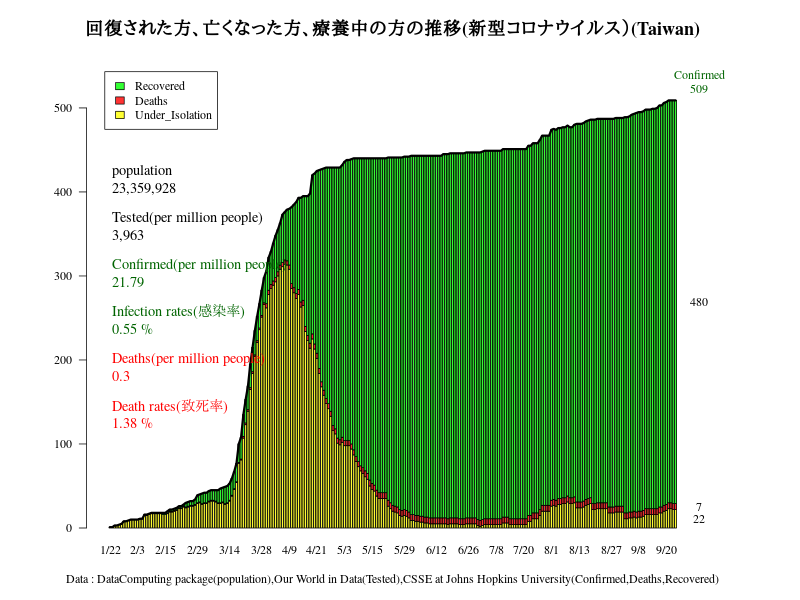 回復された方、亡くなった方、療養中の方の推移(新型コロナウイルス）(Taiwan)
Confirmed
509
Recovered
Deaths
Under_Isolation
500
400
300
200
100
0
population
23,359,928
Tested(per million people)
3,963
Confirmed(per million people)
21.79
Infection rates(感染率)
0.55 %
Deaths(per million people)
0.3
Death rates(致死率)
1.38 %
480
7
22
1/22 2/3 2/15 2/29 3/14 3/28 4/9 4/21 5/3 5/15 5/29 6/12 6/26 7/8 7/20 8/1 8/13 8/27 9/8 9/20
Data : DataComputing package(population),Our World in Data(Tested),CSSE at Johns Hopkins University(Confirmed,Deaths,Recovered)